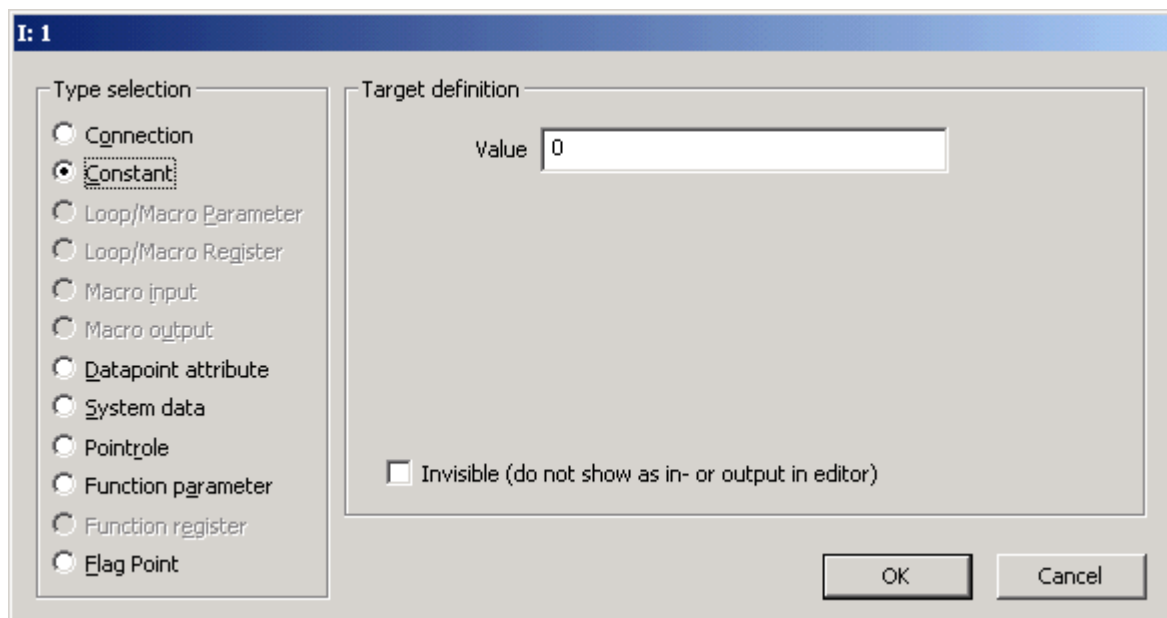 I: 1
Type selection
Connection
Constant
Loop/Macro Parameter
Loop/Macro Register
Macro input
Macro output
Datapoint attribute
System data
Pointrole
Function parameter
Function register
Flag Point
Target definition
Value 0
Invisible (do not show as in- or output in editor)
OK
Cancel